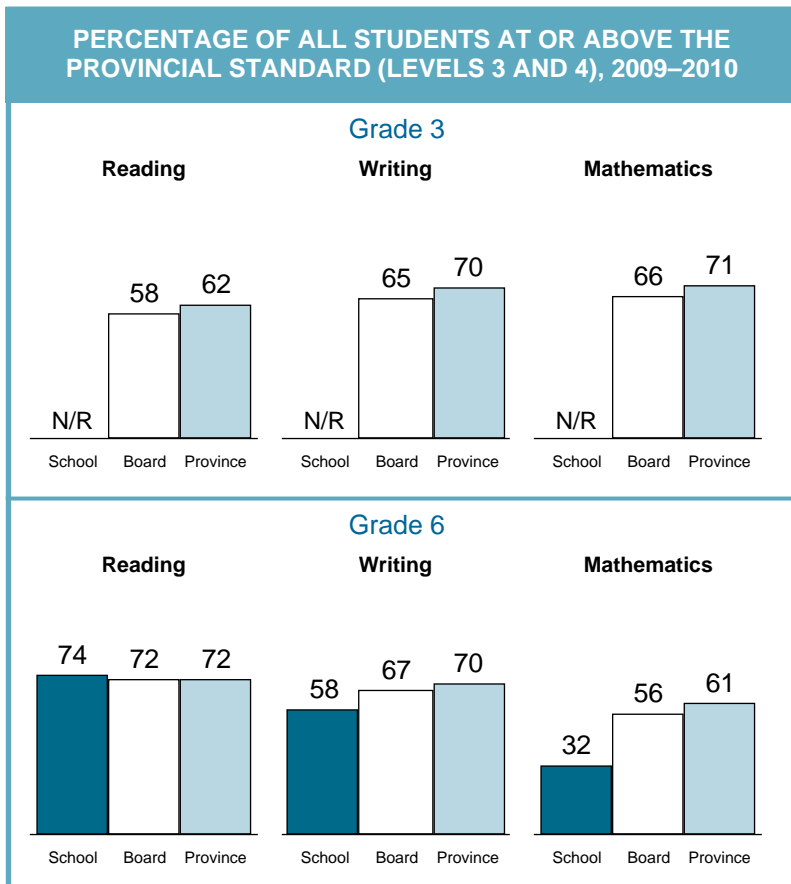 PERCENTAGE OF ALL STUDENTS AT OR ABOVE THE
PROVINCIAL STANDARD (LEVELS 3 AND 4), 2009–2010
Grade 3
Reading Writing Mathematics
58 62 65 70 66 71
N/R N/R N/R
School Board Province School Board Province School Board Province
Grade 6
Reading Writing Mathematics
74 72 72 58 67 70 32 56 61
School Board Province School Board Province School Board Province